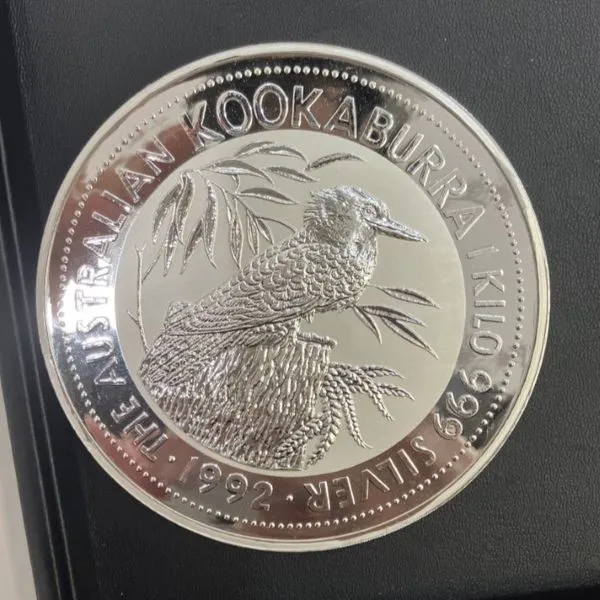 THE AUSTRALIAN KOOKABURRA 1 KILO 999 SILVER
· 1992 ·